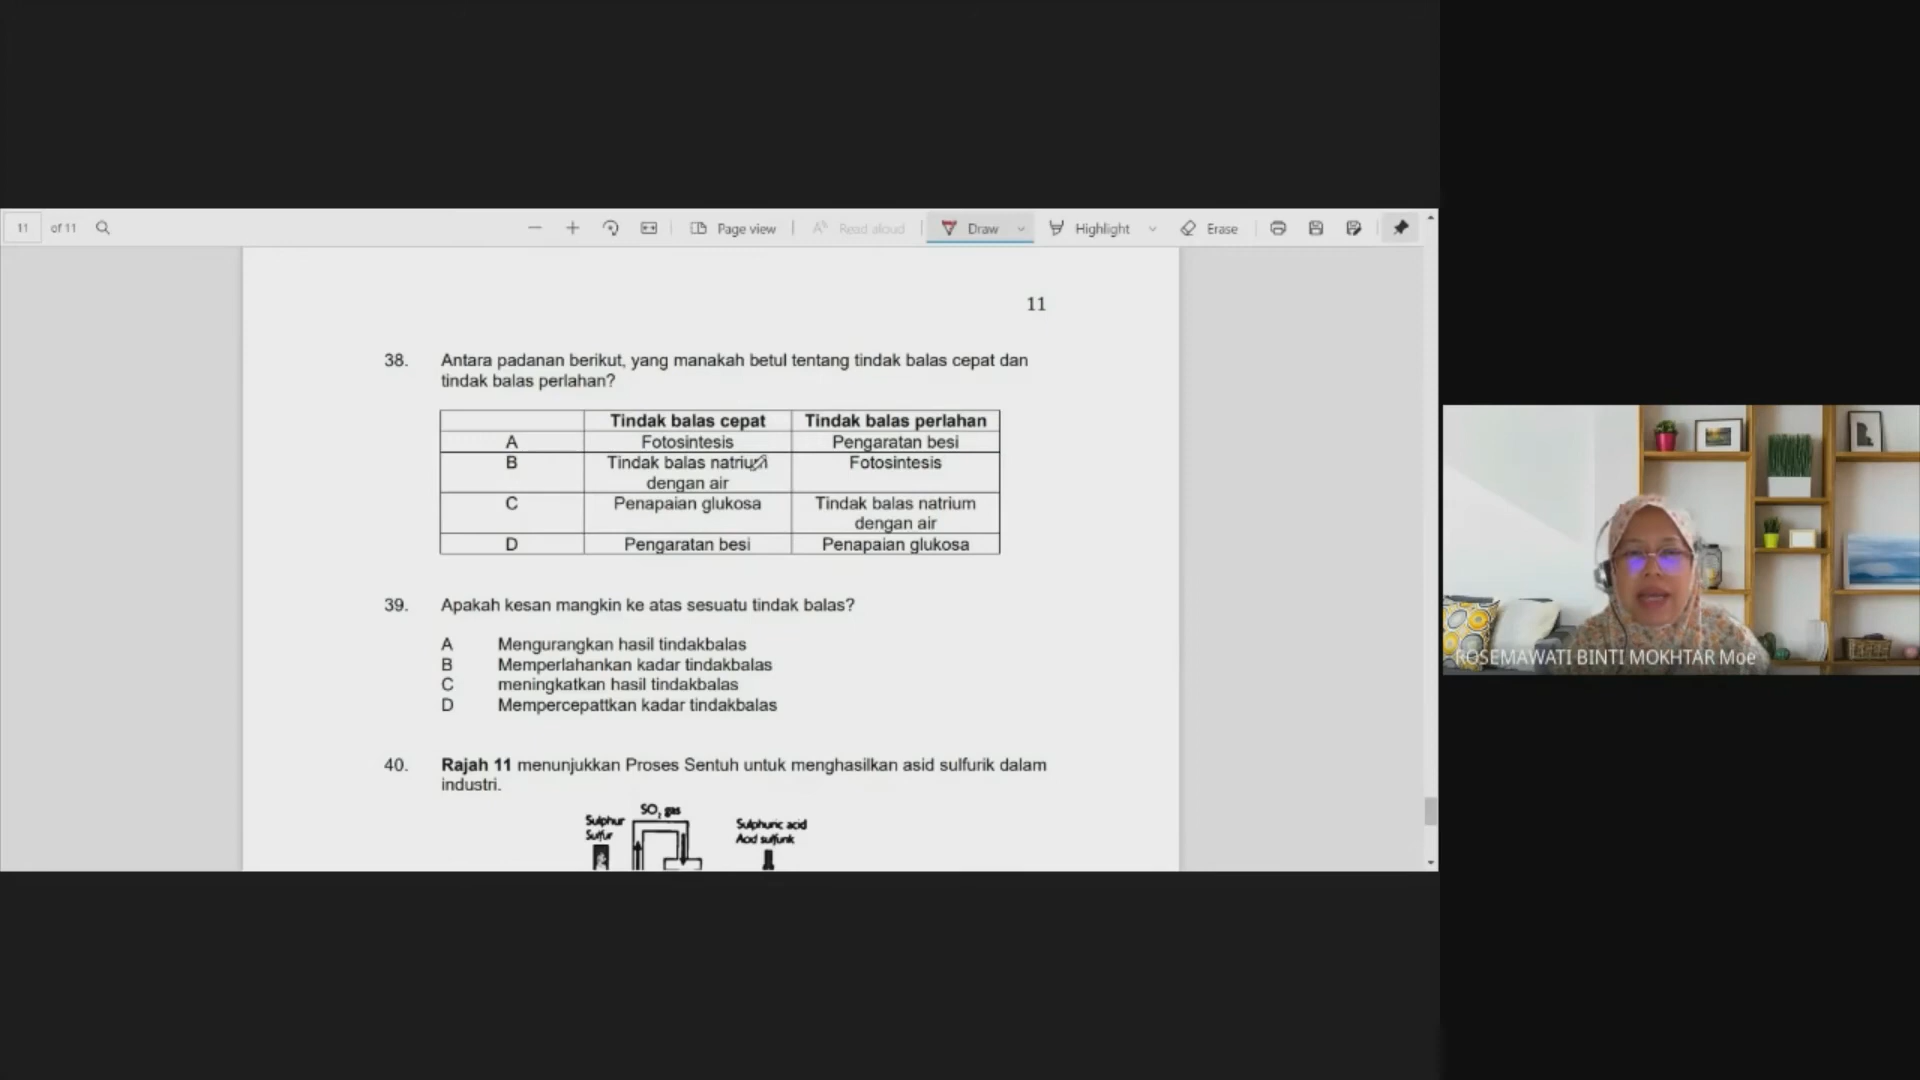 11 of 11 Page view Read aloud Draw Highlight Erase
11
38. Antara padanan berikut, yang manakah betul tentang tindak balas cepat dan
tindak balas perlahan?
Tindak balas cepat Tindak balas perlahan
A Fotosintesis Pengaratan besi
B Tindak balas natrium Fotosintesis
dengan air
C Penapaian glukosa Tindak balas natrium
dengan air
D Pengaratan besi Penapaian glukosa
39. Apakah kesan mangkin ke atas sesuatu tindak balas?
A Mengurangkan hasil tindakbalas
B Memperlahankan kadar tindakbalas
C meningkatkan hasil tindakbalas
D Mempercepattkan kadar tindakbalas
40. Rajah 11 menunjukkan Proses Sentuh untuk menghasilkan asid sulfurik dalam
industri.
SO₂ gas
Sulphur
Sulfur
Sulphuric acid
Acid sulfurik
ROSEMAWATI BINTI MOKHTAR Moe